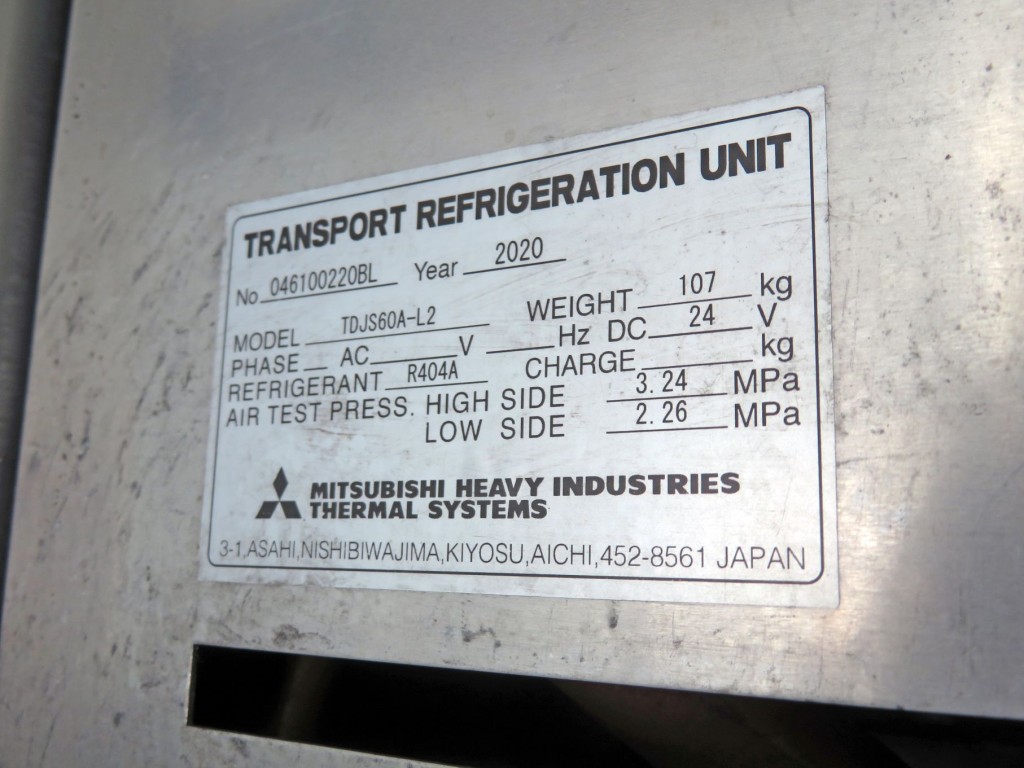 TRANSPORT REFRIGERATION UNIT
No 046100220BL Year 2020
MODEL TDJS60A-L2 WEIGHT 107 kg
PHASE AC V Hz DC 24 V
REFRIGERANT R404A CHARGE kg
AIR TEST PRESS. HIGH SIDE 3.24 MPa
LOW SIDE 2.26 MPa
MITSUBISHI HEAVY INDUSTRIES
THERMAL SYSTEMS
3-1,ASAHI,NISHIBIWAJIMA,KIYOSU,AICHI,452-8561 JAPAN